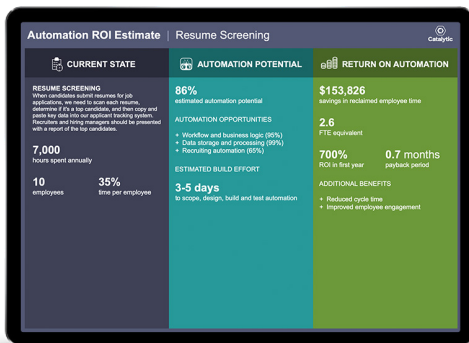 Automation ROI Estimate | Resume Screening
Catalytic
CURRENT STATE
RESUME SCREENING
When candidates submit resumes for job
applications, we need to scan each resume,
determine if it's a top candidate, and then copy and
paste key data into our applicant tracking system.
Recruiters and hiring managers should be presented
with a report of the top candidates.
7,000
hours spent annually
10
employees
35%
time per employee
AUTOMATION POTENTIAL
86%
estimated automation potential
AUTOMATION OPPORTUNITIES
+ Workflow and business logic (95%)
+ Data storage and processing (99%)
+ Recruiting automation (65%)
ESTIMATED BUILD EFFORT
3-5 days
to scope, design, build and test automation
RETURN ON AUTOMATION
$153,826
savings in reclaimed employee time
2.6
FTE equivalent
700%
ROI in first year
0.7 months
payback period
ADDITIONAL BENEFITS
+ Reduced cycle time
+ Improved employee engagement